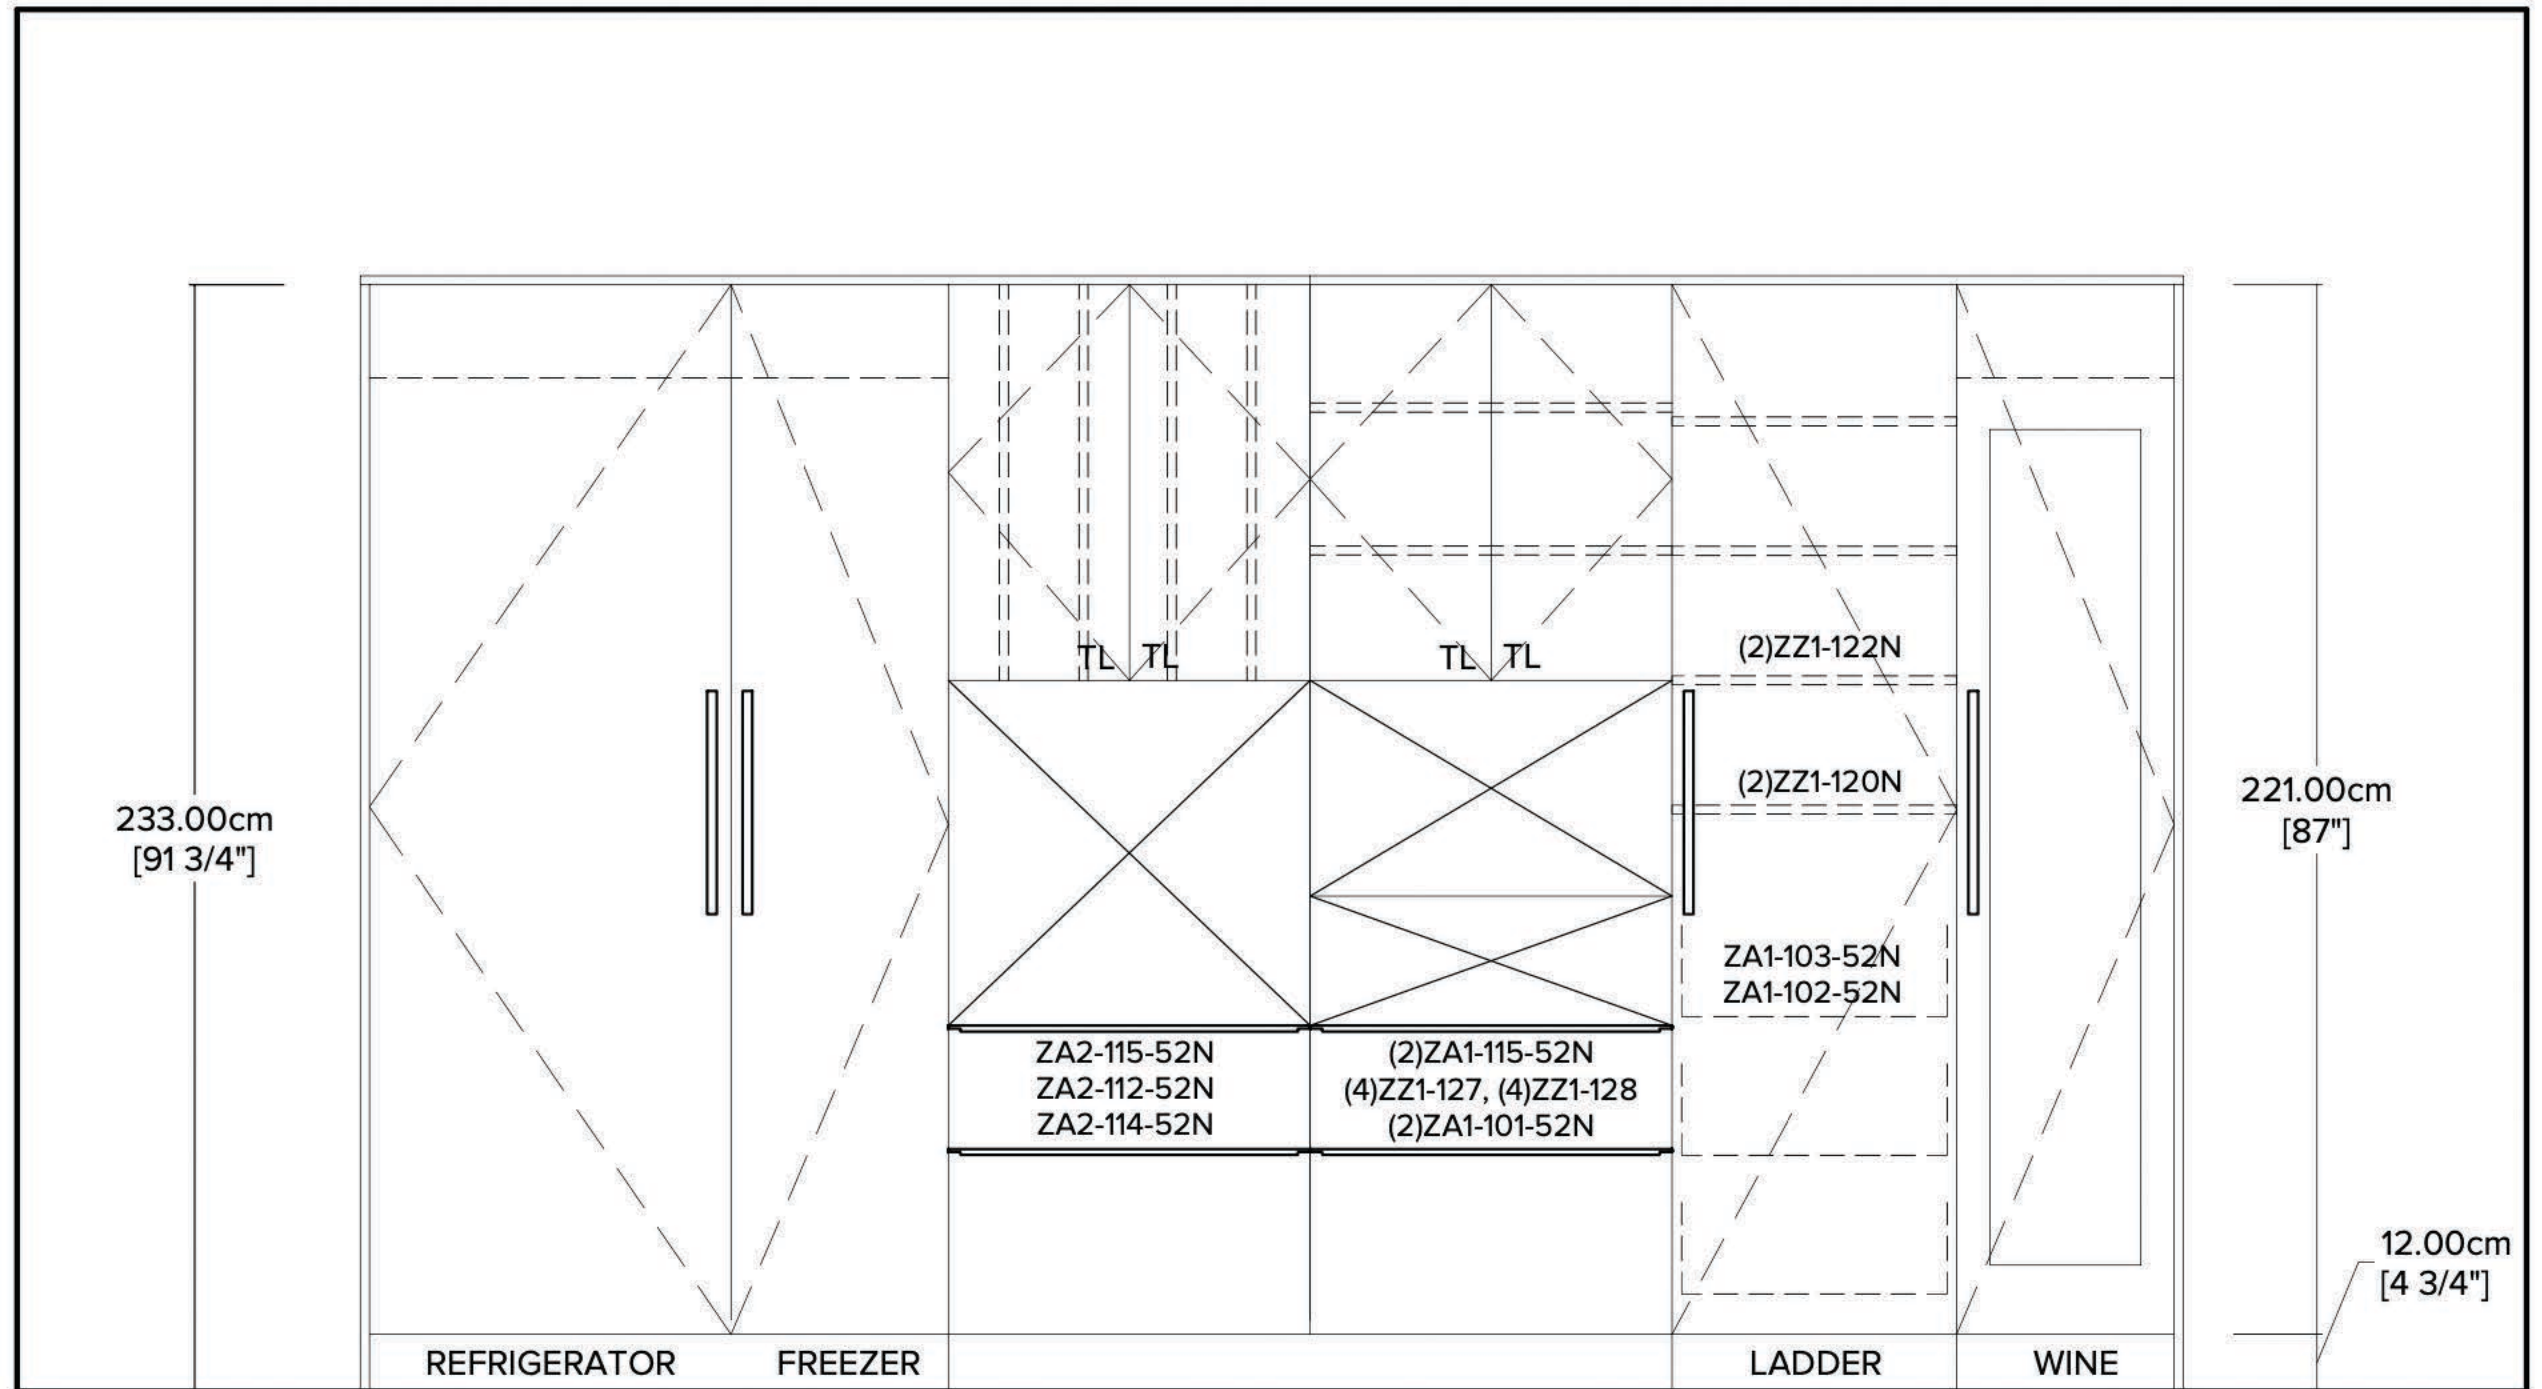 TL TL
TL TL
(2)ZZ1-122N
(2)ZZ1-120N
233.00cm
[91 3/4"]
221.00cm
[87"]
ZA1-103-52N
ZA1-102-52N
ZA2-115-52N
ZA2-112-52N
ZA2-114-52N
(2)ZA1-115-52N
(4)ZZ1-127, (4)ZZ1-128
(2)ZA1-101-52N
12.00cm
[4 3/4"]
REFRIGERATOR
FREEZER
LADDER
WINE